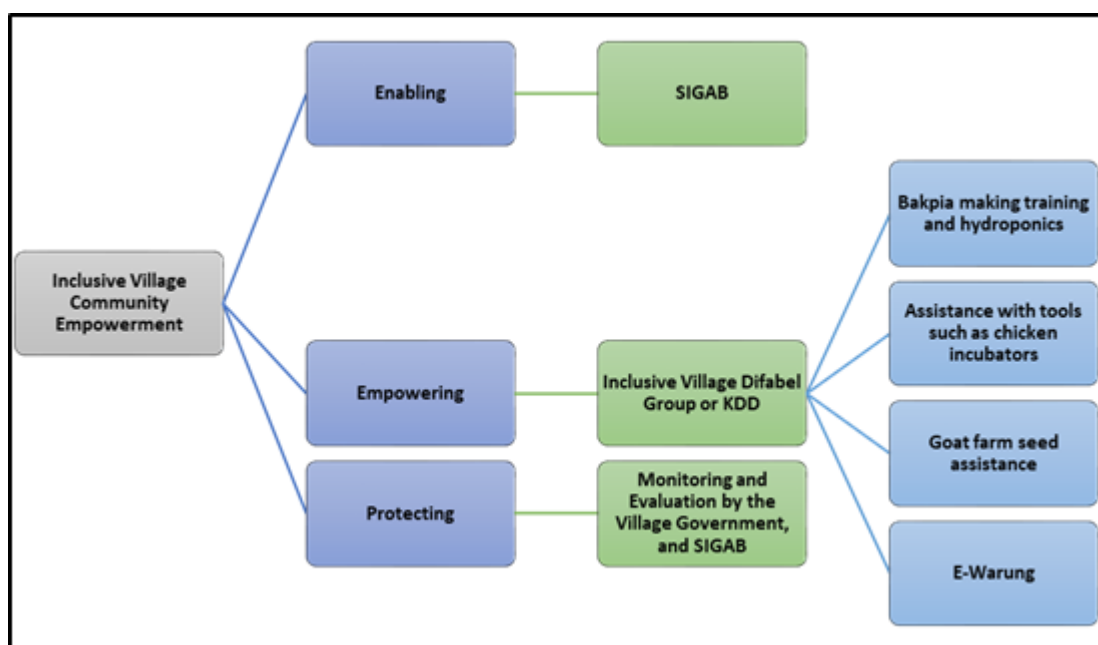 Enabling
SIGAB
Bakpia making training
and hydroponics
Inclusive Village
Community
Empowerment
Assistance with tools
such as chicken
incubators
Empowering
Inclusive Village Difabel
Group or KDD
Goat farm seed
assistance
Protecting
Monitoring and
Evaluation by the
Village Government,
and SIGAB
E-Warung